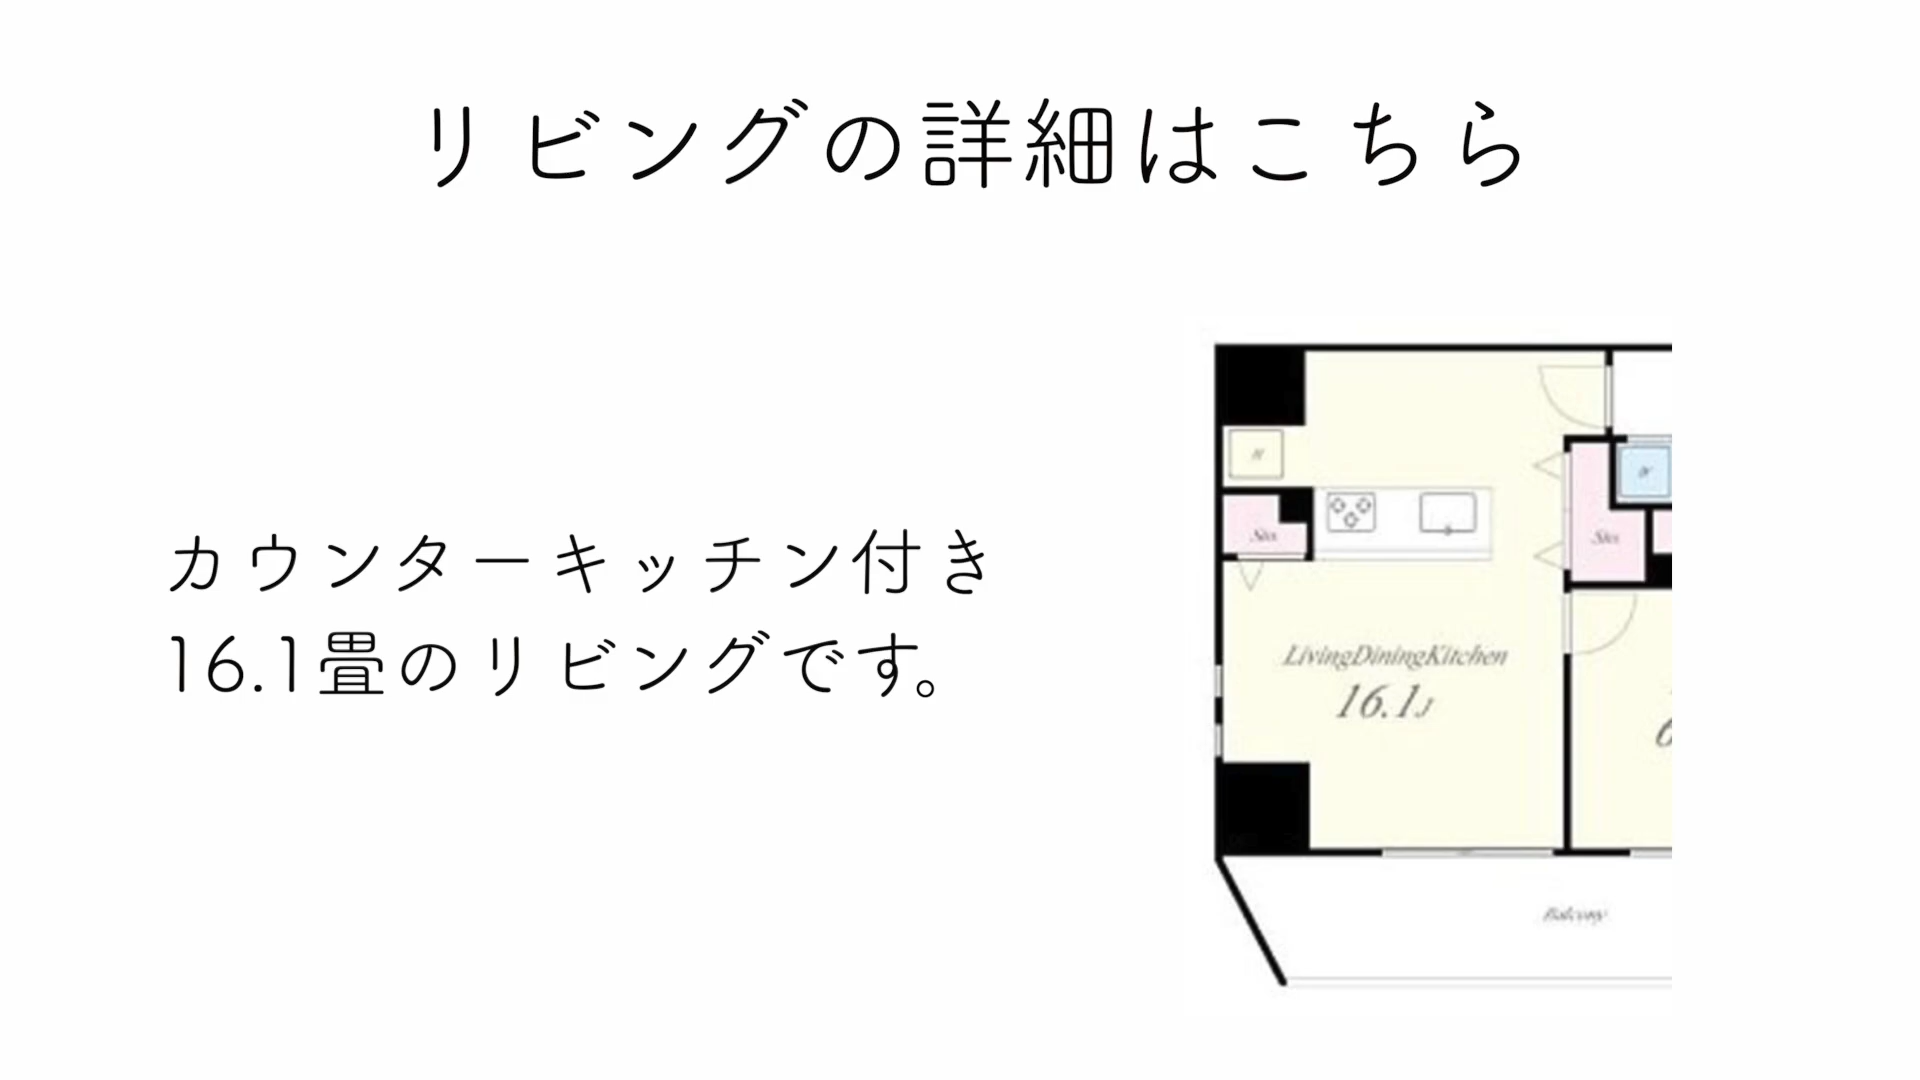 リビングの詳細はこちら
カウンターキッチン付き
16.1畳のリビングです。
Sto
Sto
LivingDiningKitchen
16.1J
Balcony